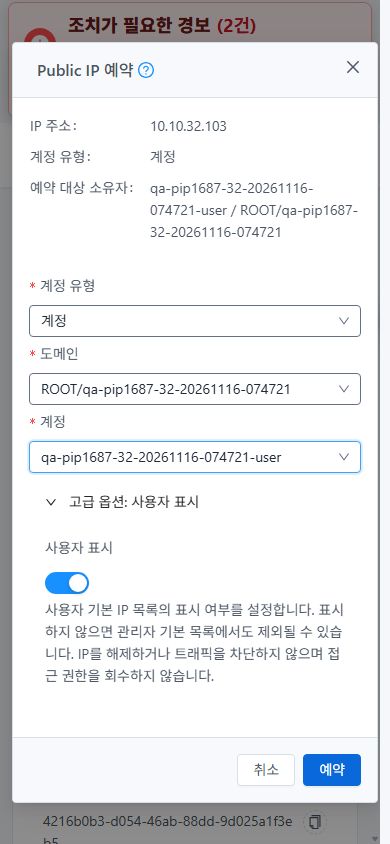 조치가 필요한 경보 (2건)
Public IP 예약
IP 주소: 10.10.32.103
계정 유형: 계정
예약 대상 소유자: qa-pip1687-32-20261116-
074721-user / ROOT/qa-pip1687-
32-20261116-074721
* 계정 유형
계정
* 도메인
ROOT/qa-pip1687-32-20261116-074721
* 계정
qa-pip1687-32-20261116-074721-user
고급 옵션: 사용자 표시
사용자 표시
사용자 기본 IP 목록의 표시 여부를 설정합니다. 표시
하지 않으면 관리자 기본 목록에서도 제외될 수 있습
니다. IP를 해제하거나 트래픽을 차단하지 않으며 접
근 권한을 회수하지 않습니다.
취소 예약
4216b0b3-d054-46ab-88dd-9d025a1f3e